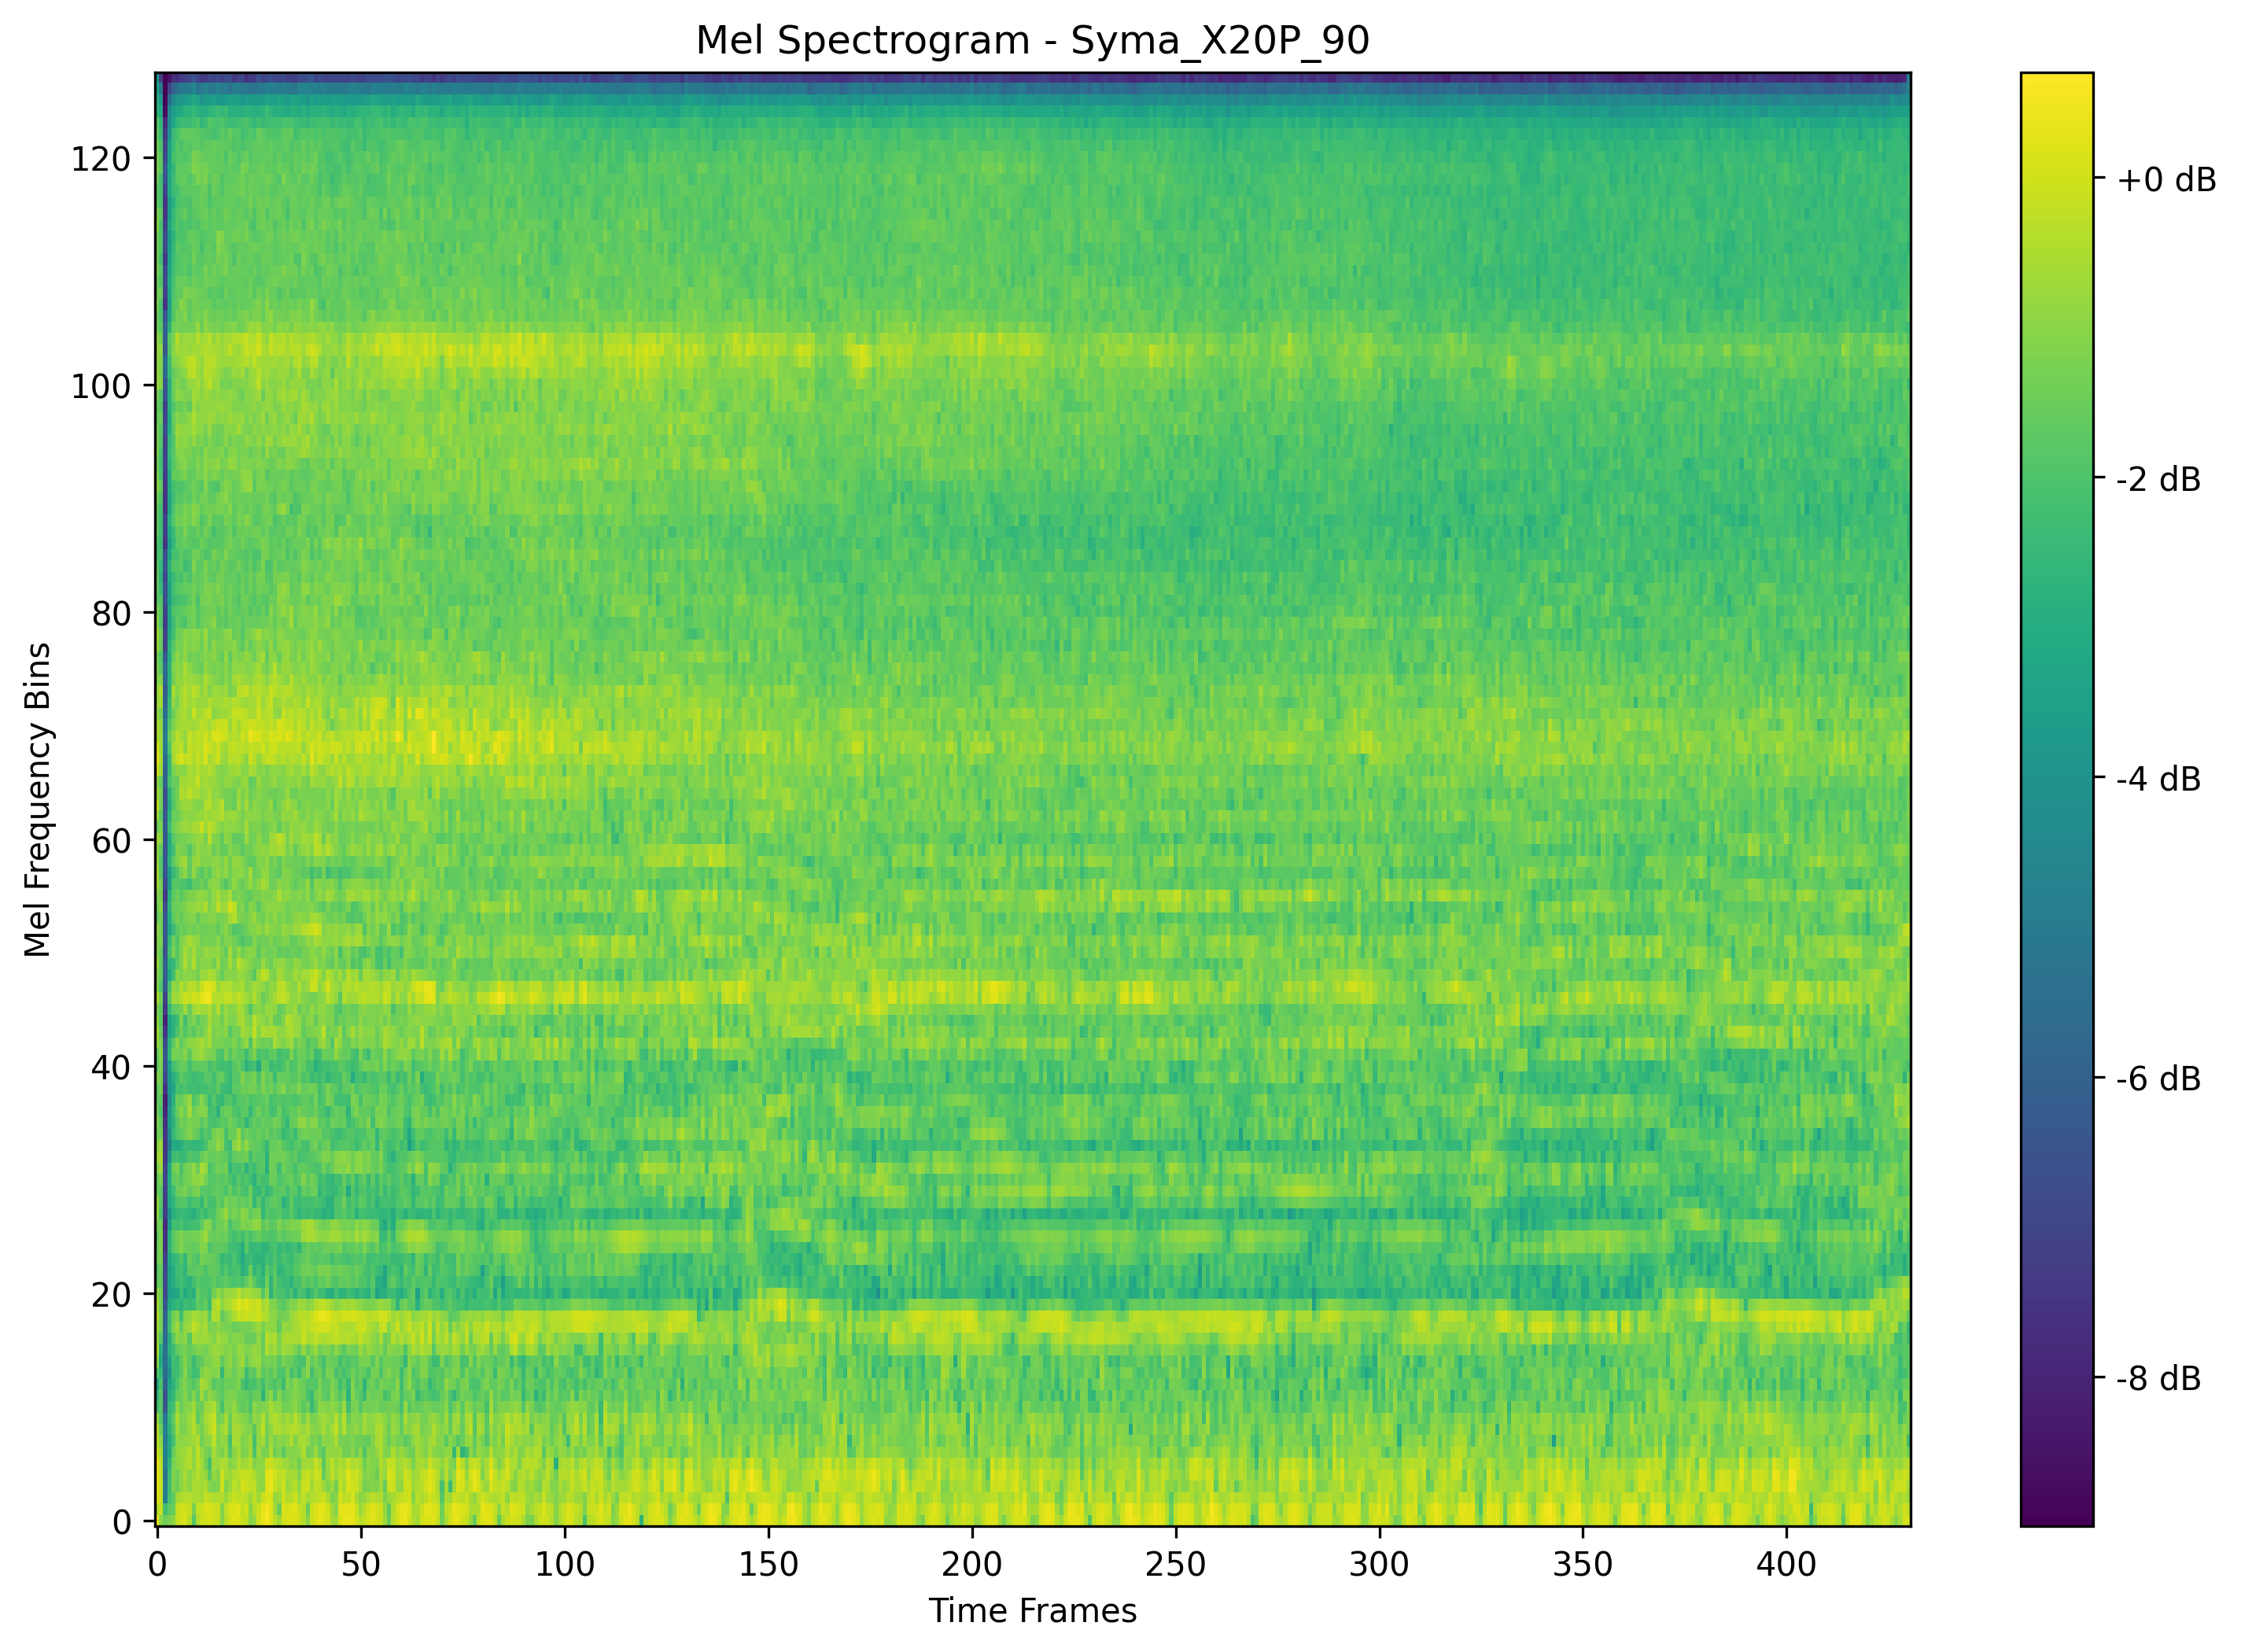 Mel Spectrogram - Syma_X20P_90
Mel Frequency Bins
120
100
80
60
40
20
0
0 50 100 150 200 250 300 350 400
Time Frames
+0 dB
-2 dB
-4 dB
-6 dB
-8 dB